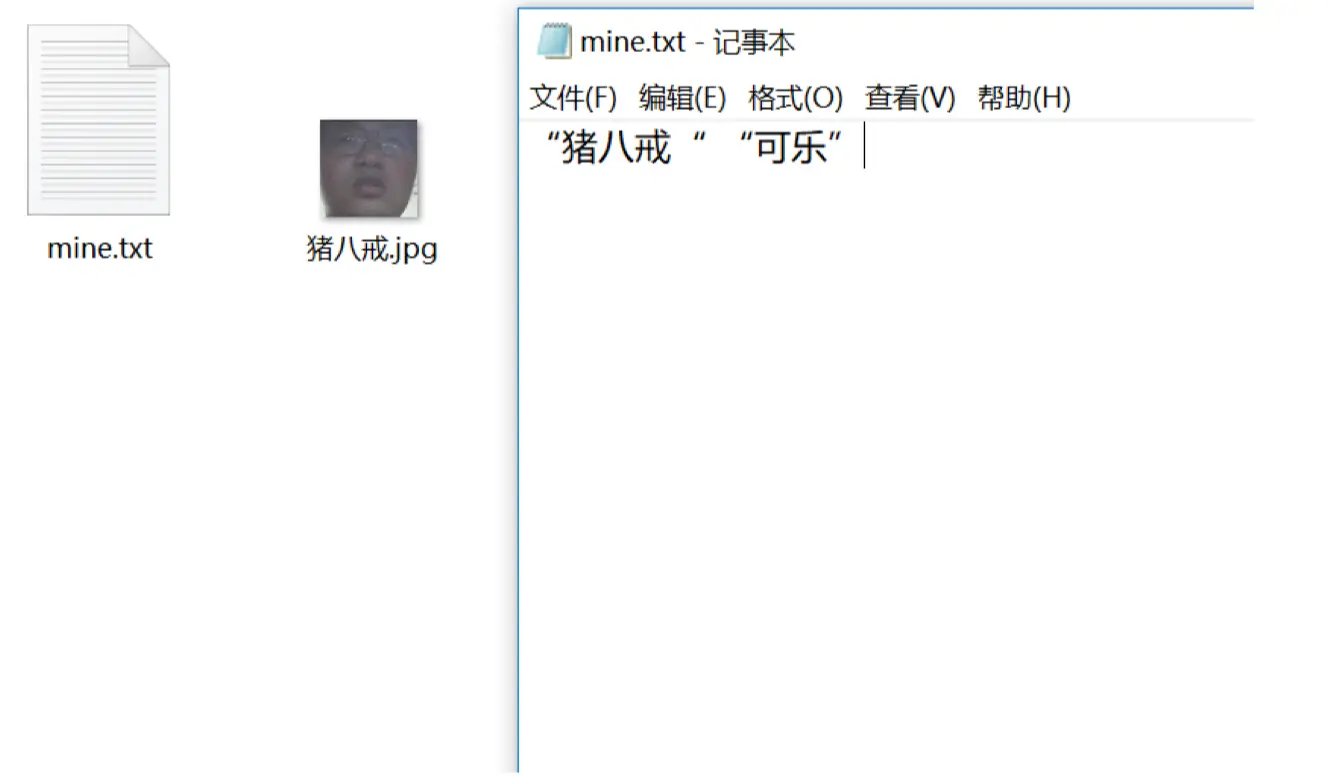 mine.txt - 记事本
文件(F) 编辑(E) 格式(O) 查看(V) 帮助(H)
“猪八戒 “ “可乐”
mine.txt
猪八戒.jpg